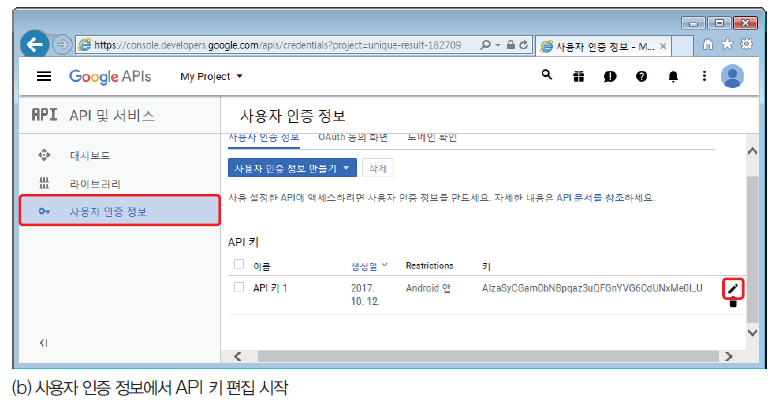 https://console.developers.google.com/apis/credentials?project=unique-result-182709
사용자 인증 정보 - M...
Google APIs
My Project
API API 및 서비스
사용자 인증 정보
대시보드
라이브러리
사용자 인증 정보
사용자 인증 정보 OAuth 동의 화면 도메인 확인
사용자 인증 정보 만들기
삭제
사용 설정한 API에 액세스하려면 사용자 인증 정보를 만드세요. 자세한 내용은 API 문서를 참조하세요.
API 키
이름 생성일 Restrictions 키
API 키 1 2017. Android 앱
10. 12.
(b) 사용자 인증 정보에서 API 키 편집 시작